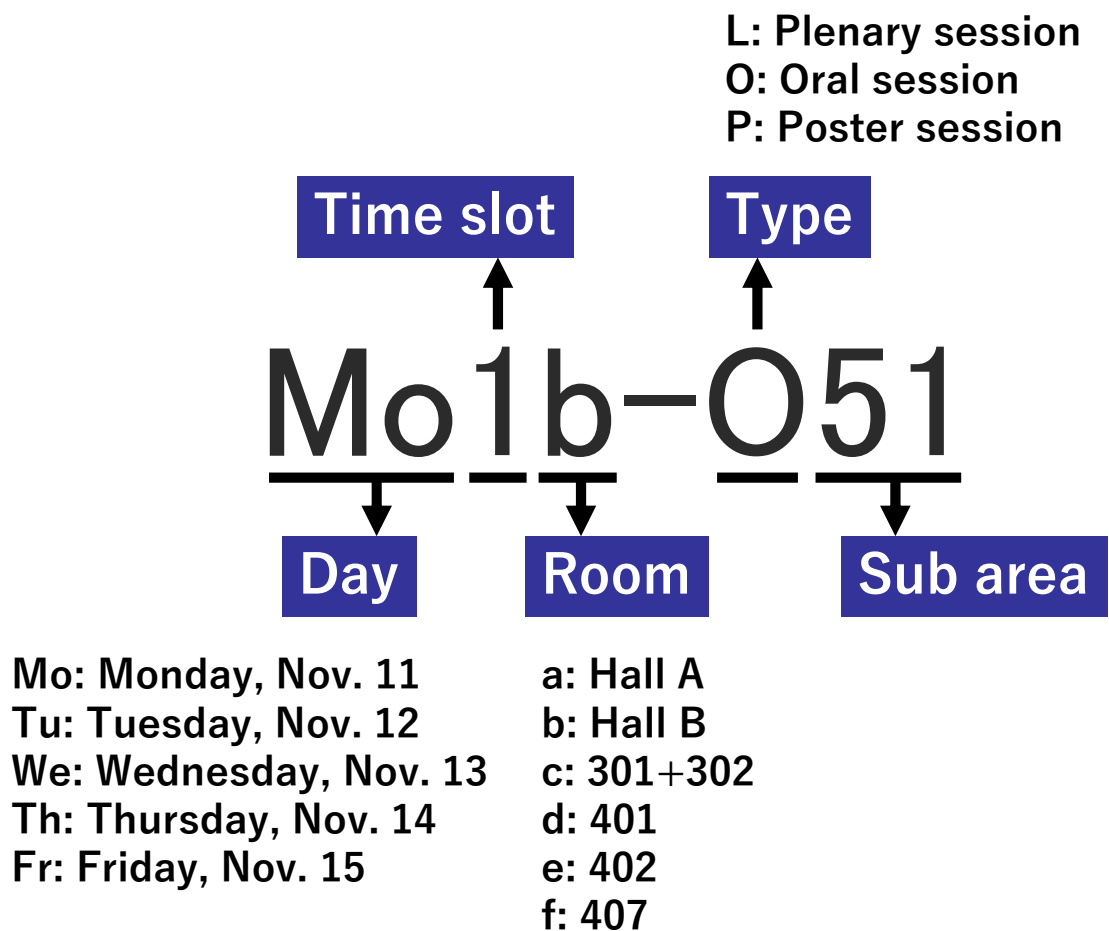 L: Plenary session
O: Oral session
P: Poster session
Time slot
Type
Mo1b-O51
Day
Room
Sub area
Mo: Monday, Nov. 11
Tu: Tuesday, Nov. 12
We: Wednesday, Nov. 13
Th: Thursday, Nov. 14
Fr: Friday, Nov. 15
a: Hall A
b: Hall B
c: 301+302
d: 401
e: 402
f: 407